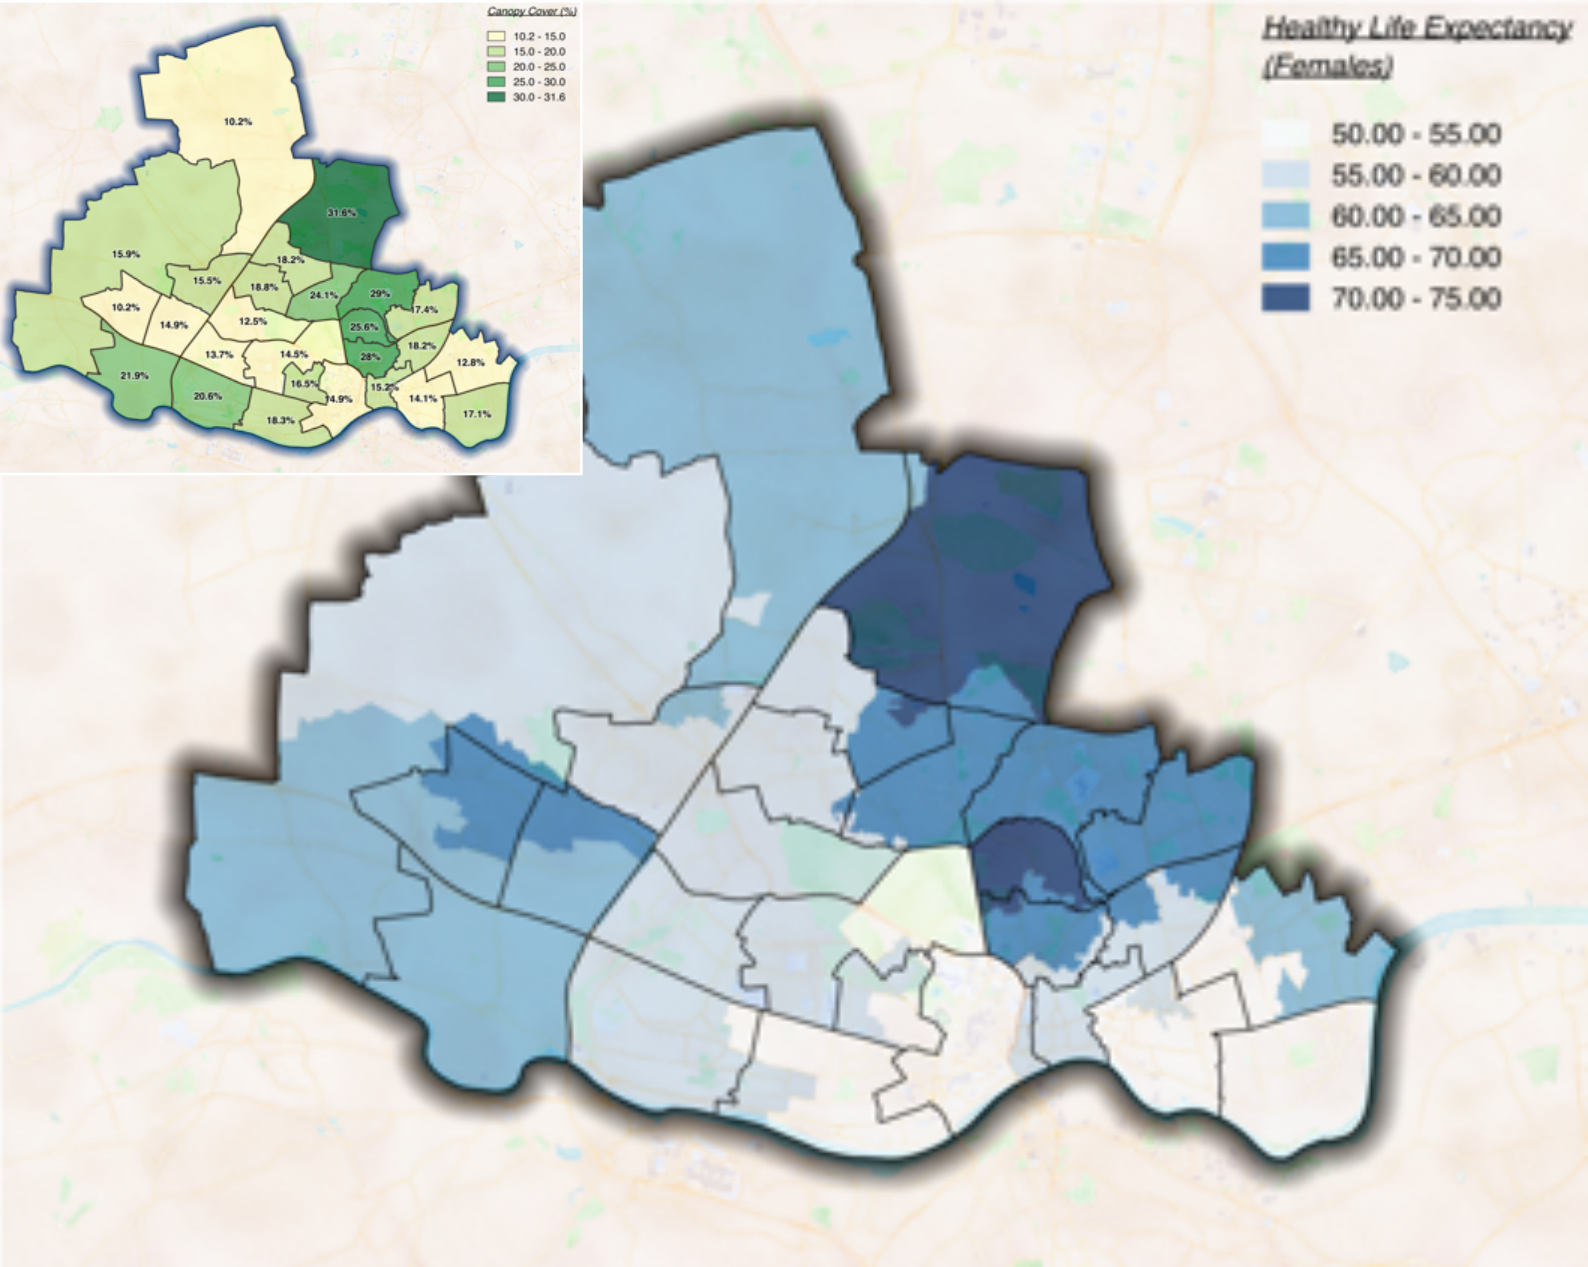 Canopy Cover (%)
10.2 - 15.0
15.0 - 20.0
20.0 - 25.0
25.0 - 30.0
30.0 - 31.6
10.2%
31.6%
15.9%
18.2%
15.5%
18.8%
24.1%
29%
17.4%
10.2%
14.9%
12.5%
25.6%
18.2%
13.7%
14.5%
28%
12.8%
21.9%
16.5%
15.2%
20.6%
14.9%
14.1%
18.3%
17.1%
Healthy Life Expectancy
(Females)
50.00 - 55.00
55.00 - 60.00
60.00 - 65.00
65.00 - 70.00
70.00 - 75.00